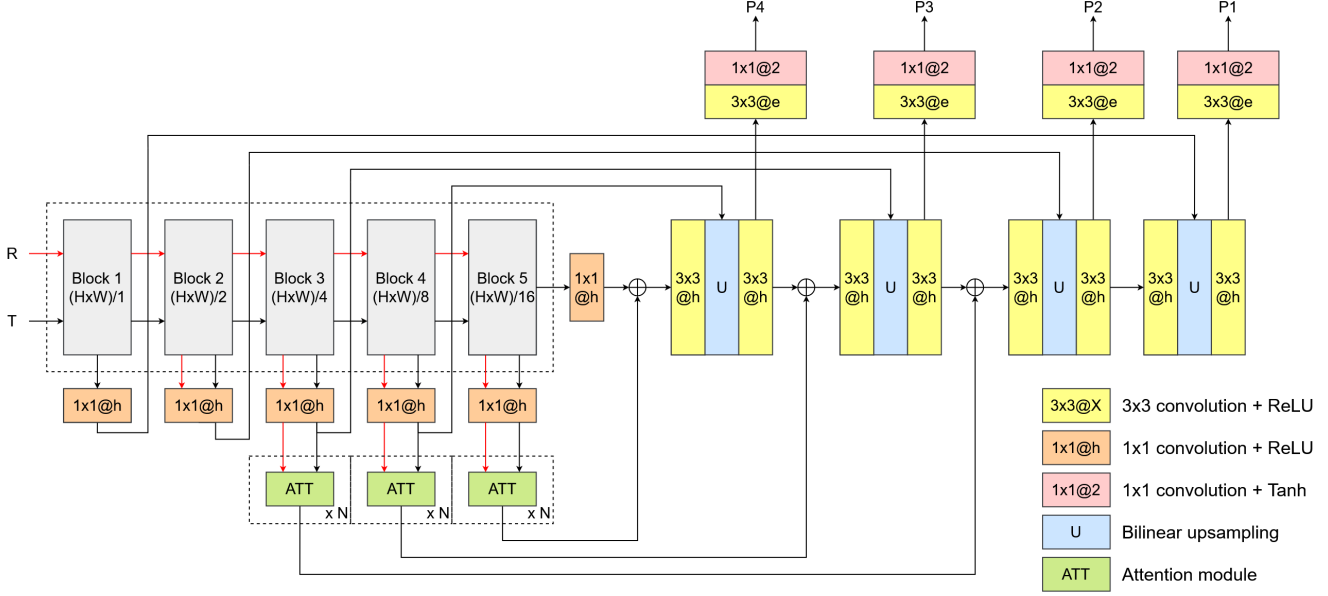 P4
P3
P2
P1
1x1@2
1x1@2
1x1@2
1x1@2
3x3@e
3x3@e
3x3@e
3x3@e
R
T
Block 1
(HxW)/1
Block 2
(HxW)/2
Block 3
(HxW)/4
Block 4
(HxW)/8
Block 5
(HxW)/16
1x1
@h
3x3
@h
U
3x3
@h
3x3
@h
U
3x3
@h
3x3
@h
U
3x3
@h
3x3
@h
U
3x3
@h
1x1@h
1x1@h
1x1@h
1x1@h
1x1@h
ATT
x N
ATT
x N
ATT
x N
3x3@X
3x3 convolution + ReLU
1x1@h
1x1 convolution + ReLU
1x1@2
1x1 convolution + Tanh
U
Bilinear upsampling
ATT
Attention module